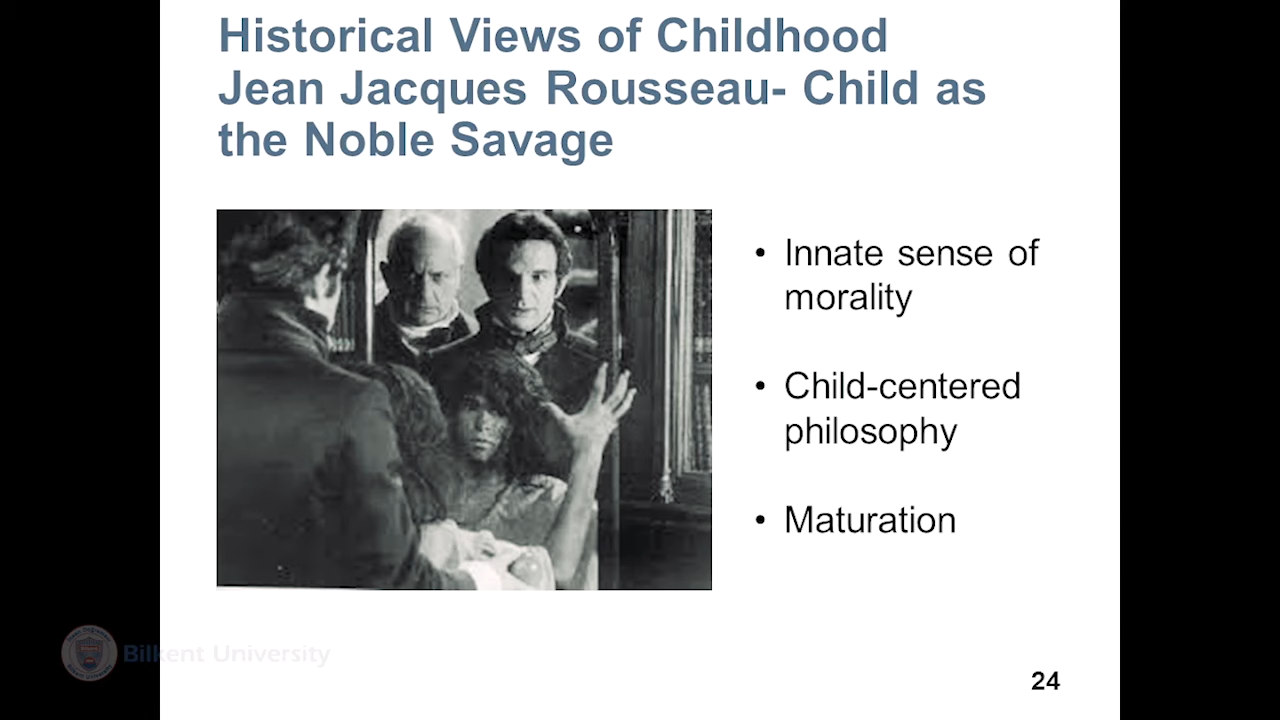 Historical Views of Childhood
Jean Jacques Rousseau- Child as
the Noble Savage
• Innate sense of
morality
• Child-centered
philosophy
• Maturation
Bilkent University
24